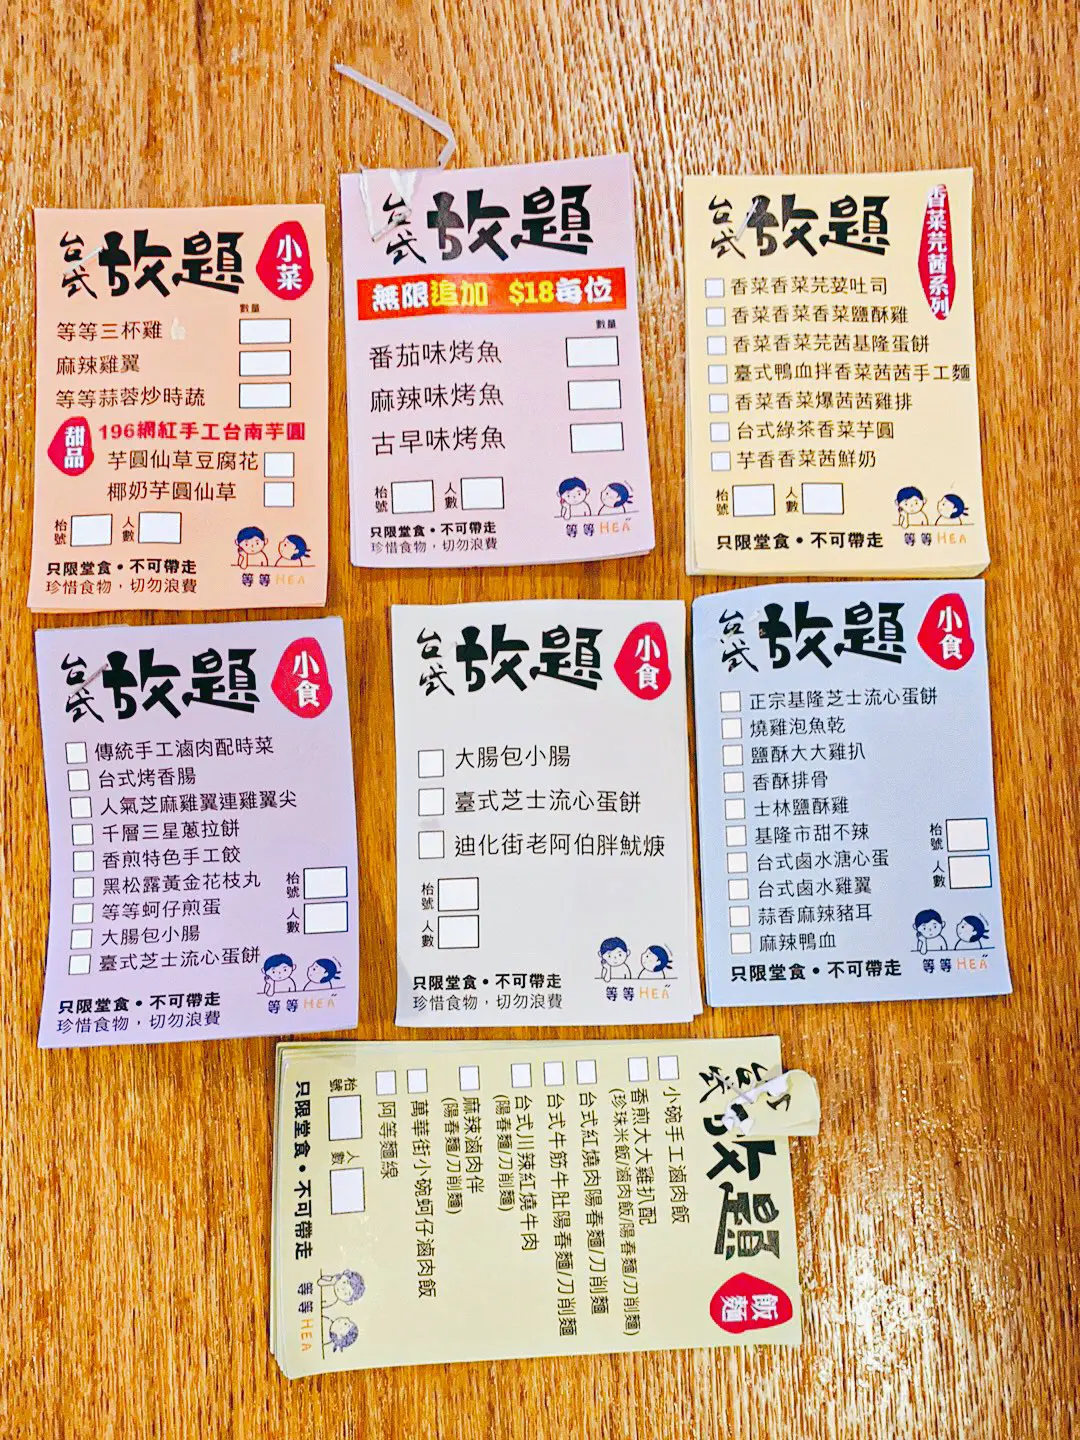 台式放題
小菜
數量
等等三杯雞
麻辣雞翼
等等蒜蓉炒時蔬
甜品
196網紅手工台南芋圓
芋圓仙草豆腐花
椰奶芋圓仙草
枱號
人數
只限堂食•不可帶走
珍惜食物，切勿浪費
等等HEA
台式放題
無限追加 $18每位
數量
番茄味烤魚
麻辣味烤魚
古早味烤魚
枱號
人數
只限堂食•不可帶走
珍惜食物，切勿浪費
等等HEA
台式放題
香菜芫茜系列
香菜香菜芫荽吐司
香菜香菜香菜鹽酥雞
香菜香菜芫茜基隆蛋餅
臺式鴨血拌香菜茜茜手工麵
香菜香菜爆茜茜雞排
台式綠茶香菜芋圓
芋香香菜茜鮮奶
枱號
人數
只限堂食•不可帶走
等等HEA
台式放題
小食
傳統手工滷肉配時菜
台式烤香腸
人氣芝麻雞翼連雞翼尖
千層三星蔥拉餅
香煎特色手工餃
黑松露黃金花枝丸
等等蚵仔煎蛋
大腸包小腸
臺式芝士流心蛋餅
枱號
人數
只限堂食•不可帶走
珍惜食物，切勿浪費
等等HEA
台式放題
小食
大腸包小腸
臺式芝士流心蛋餅
迪化街老阿伯胖魷焿
枱號
人數
只限堂食•不可帶走
珍惜食物，切勿浪費
等等HEA
台式放題
小食
正宗基隆芝士流心蛋餅
燒雞泡魚乾
鹽酥大大雞扒
香酥排骨
士林鹽酥雞
基隆市甜不辣
台式鹵水溏心蛋
台式鹵水雞翼
蒜香麻辣豬耳
麻辣鴨血
枱號
人數
只限堂食•不可帶走
等等HEA
台式放題
飯麵
小碗手工滷肉飯
香煎大大雞扒配
(珍珠米飯/滷肉飯/陽春麵/刀削麵)
台式紅燒肉陽春麵/刀削麵
台式牛筋牛肚陽春麵/刀削麵
台式川辣紅燒牛肉
(陽春麵/刀削麵)
麻辣滷肉伴
(陽春麵/刀削麵)
萬華街小碗蚵仔滷肉飯
阿等麵線
枱號
人數
只限堂食•不可帶走
等等HEA